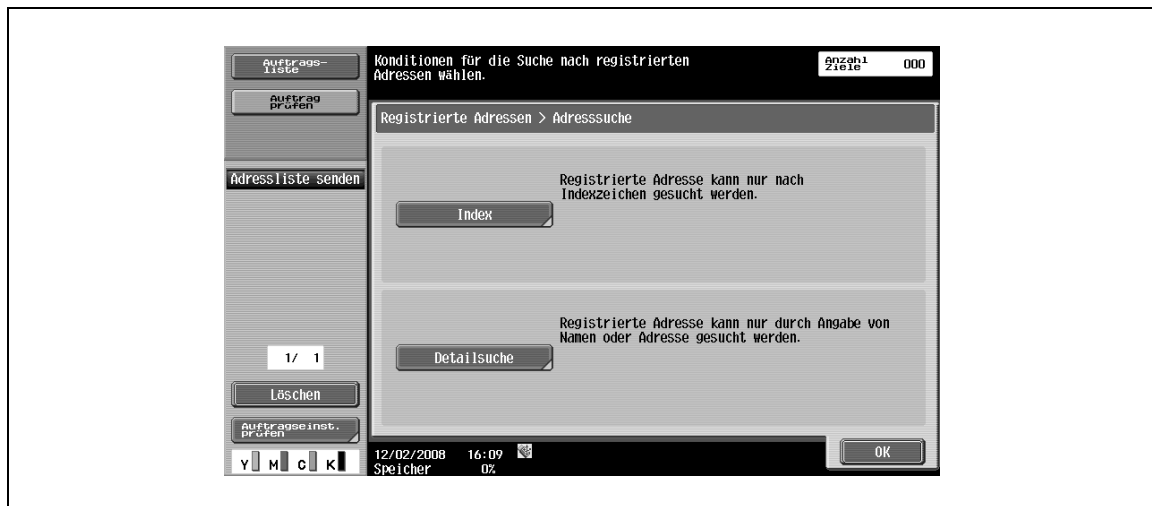 Auftrags-
liste
Auftrag
prüfen
Adressliste senden
1/ 1
Löschen
Auftragseinst.
prüfen
Y M C K
Konditionen für die Suche nach registrierten
Adressen wählen.
Anzahl
Ziele 000
Registrierte Adressen > Adresssuche
Registrierte Adresse kann nur nach
Indexzeichen gesucht werden.
Index
Registrierte Adresse kann nur durch Angabe von
Namen oder Adresse gesucht werden.
Detailsuche
12/02/2008 16:09
Speicher 0%
OK